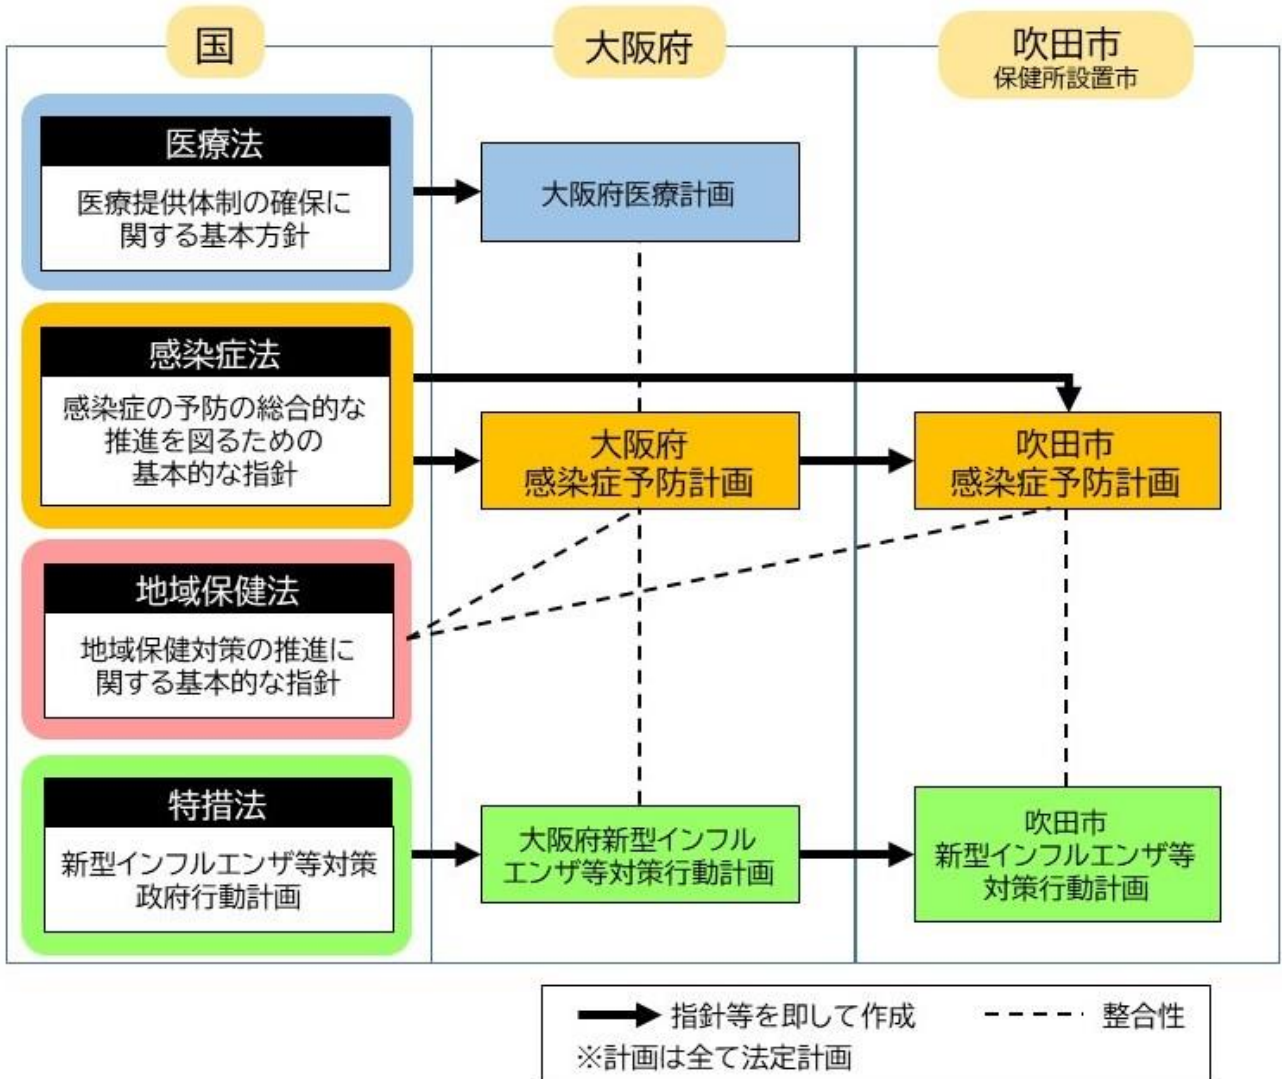 国
大阪府
吹田市
保健所設置市
医療法
医療提供体制の確保に
関する基本方針
大阪府医療計画
感染症法
感染症の予防の総合的な
推進を図るための
基本的な指針
大阪府
感染症予防計画
吹田市
感染症予防計画
地域保健法
地域保健対策の推進に
関する基本的な指針
特措法
新型インフルエンザ等対策
政府行動計画
大阪府新型インフル
エンザ等対策行動計画
吹田市
新型インフルエンザ等
対策行動計画
指針等を即して作成
整合性
※計画は全て法定計画